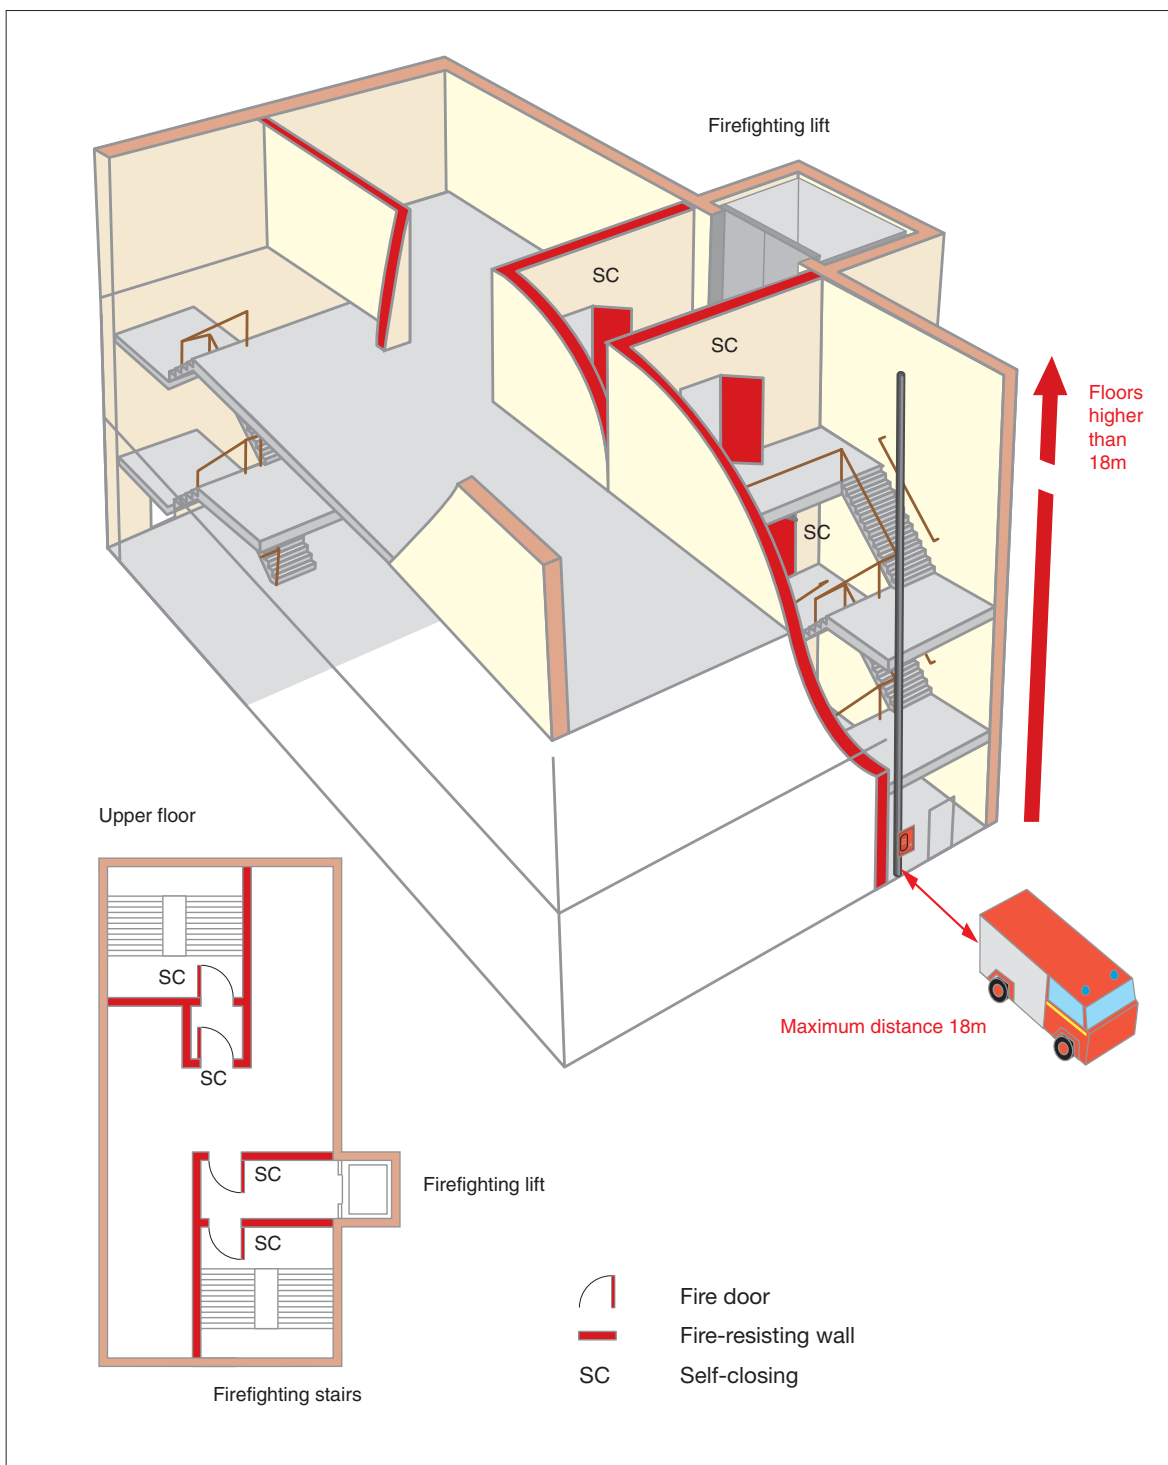 Firefighting lift
SC
SC
Floors
higher
than
18m
SC
Upper floor
SC
Maximum distance 18m
SC
SC
Firefighting lift
SC
Fire door
Fire-resisting wall
SC Self-closing
Firefighting stairs